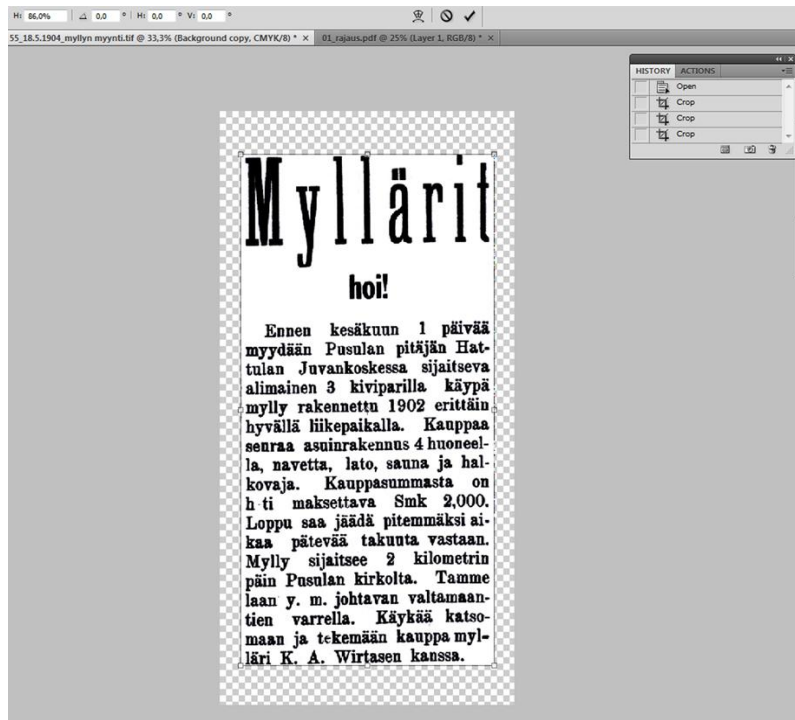 H: 86,0% 0,0 ° H: 0,0 ° V: 0,0 °
55_18.5.1904_myllyn myynti.tif @ 33,3% (Background copy, CMYK/8) * × 01_rajaus.pdf @ 25% (Layer 1, RGB/8) * ×
HISTORY ACTIONS
Open
Crop
Crop
Crop
Myllärit
hoi!
Ennen kesäkuun 1 päivää
myydään Pusulan pitäjän Hat-
tulan Juvankoskessa sijaitseva
alimainen 3 kiviparilla käypä
mylly rakennettu 1902 erittäin
hyvällä liikepaikalla. Kauppaa
seuraa asuinrakennus 4 huoneel-
la, navetta, lato, sauna ja hal-
kovaja. Kauppasummasta on
h ti maksettava Smk 2,000.
Loppu saa jäädä pitemmäksi ai-
kaa pätevää takuuta vastaan.
Mylly sijaitsee 2 kilometrin
päin Pusulan kirkolta. Tamme
laan y. m. johtavan valtamaan-
tien varrella. Käykää katso-
maan ja tekemään kauppa myl-
läri K. A. Wirtasen kanssa.